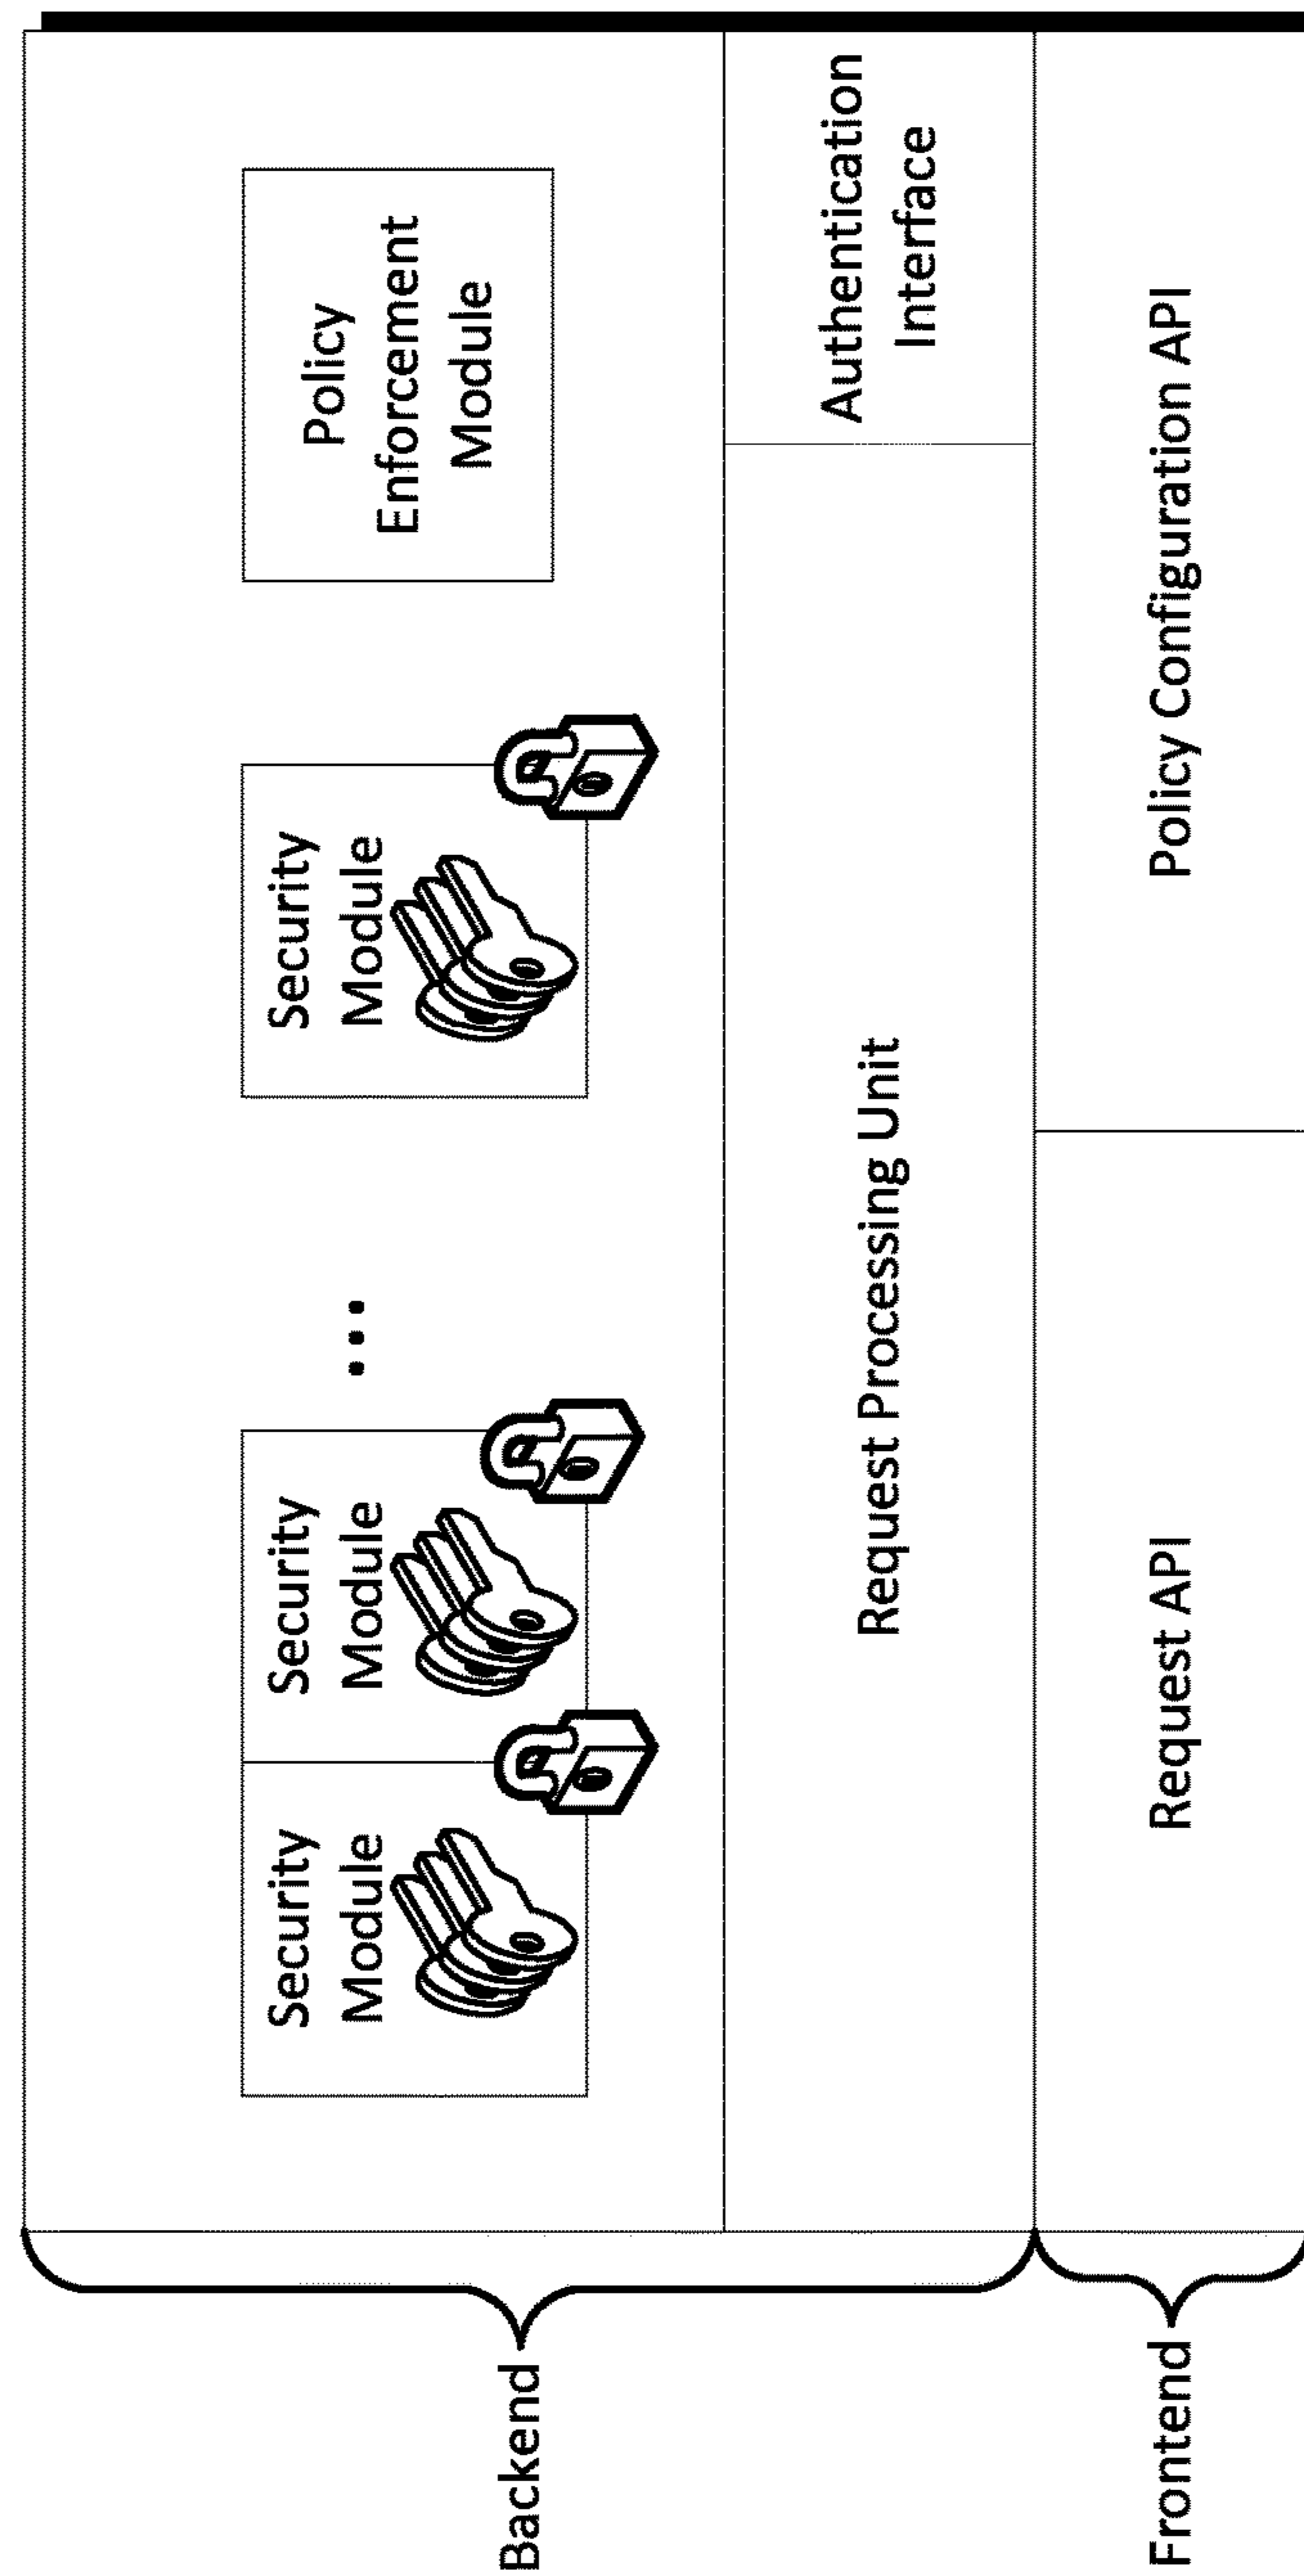 Backend
Security
Module
Security
Module
...
Security
Module
Policy
Enforcement
Module
Request Processing Unit
Authentication
Interface
Frontend
Request API
Policy Configuration API